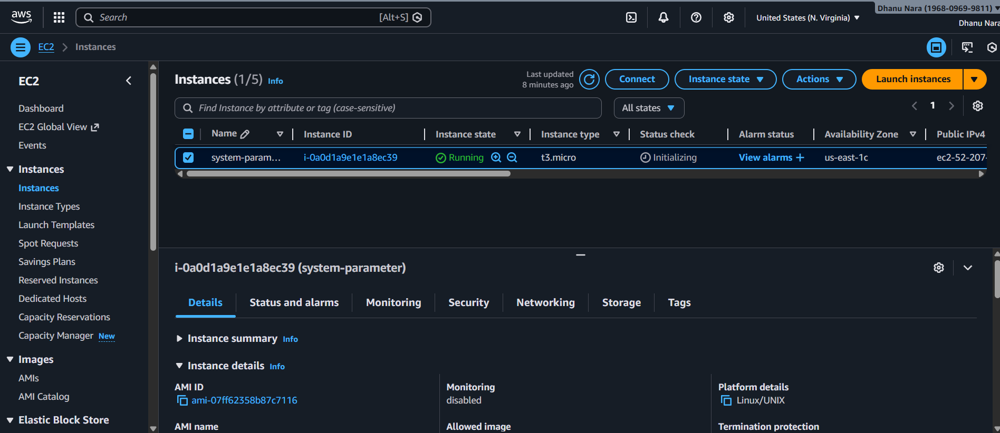 aws
Search [Alt+S]
United States (N. Virginia)
Dhanu Nara (1968-0969-9811)
Dhanu Nara
EC2 Instances
EC2
Dashboard
EC2 Global View
Events
Instances
Instances
Instance Types
Launch Templates
Spot Requests
Savings Plans
Reserved Instances
Dedicated Hosts
Capacity Reservations
Capacity Manager New
Images
AMIs
AMI Catalog
Elastic Block Store
Instances (1/5) Info
Last updated
8 minutes ago
Connect
Instance state
Actions
Launch instances
Find Instance by attribute or tag (case-sensitive)
All states
1
Name Instance ID Instance state Instance type Status check Alarm status Availability Zone Public IPv4
system-param... i-0a0d1a9e1e1a8ec39 Running t3.micro Initializing View alarms + us-east-1c ec2-52-207-
i-0a0d1a9e1e1a8ec39 (system-parameter)
Details Status and alarms Monitoring Security Networking Storage Tags
Instance summary Info
Instance details Info
AMI ID
ami-07ff62358b87c7116
Monitoring
disabled
Platform details
Linux/UNIX
AMI name
Allowed image
Termination protection